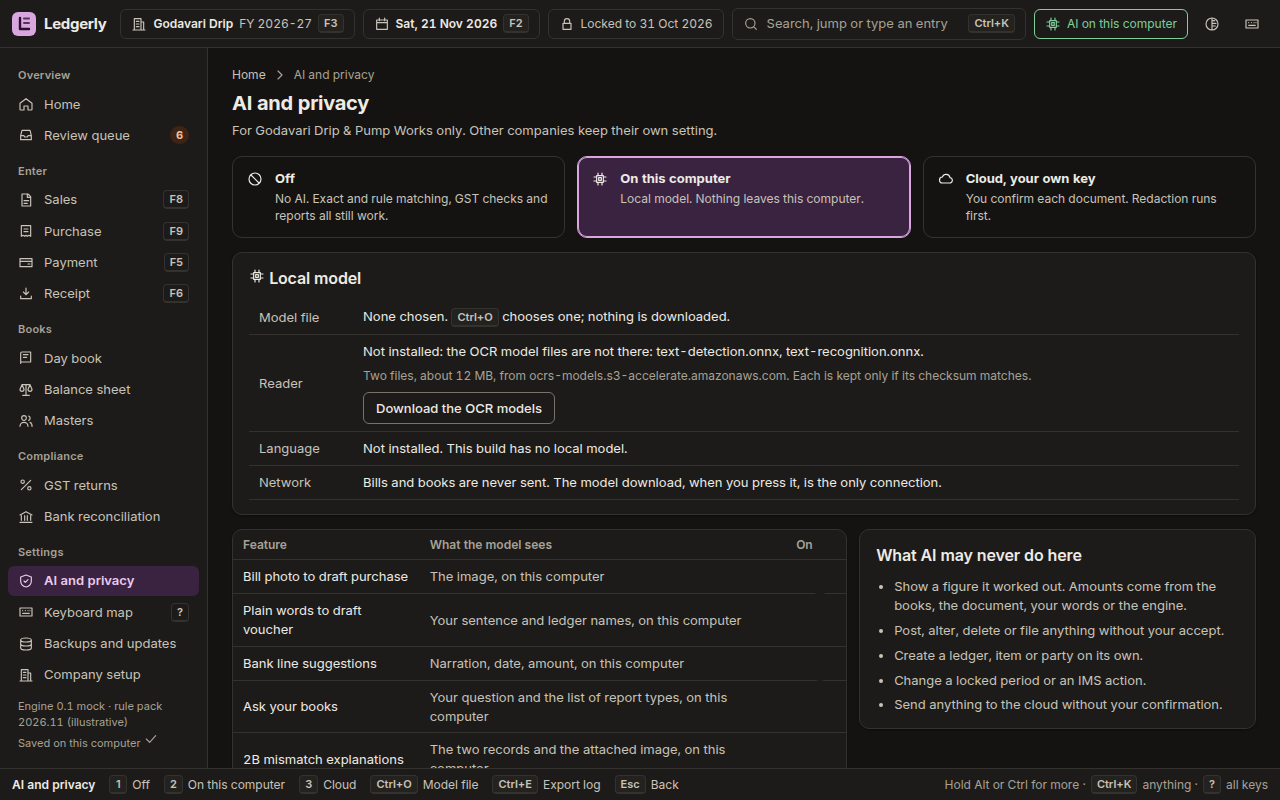 Ledgerly
Godavari Drip FY 2026-27 F3
Sat, 21 Nov 2026 F2
Locked to 31 Oct 2026
Search, jump or type an entry Ctrl+K
AI on this computer
Overview
Home
Review queue 6
Enter
Sales F8
Purchase F9
Payment F5
Receipt F6
Books
Day book
Balance sheet
Masters
Compliance
GST returns
Bank reconciliation
Settings
AI and privacy
Keyboard map ?
Backups and updates
Company setup
Engine 0.1 mock · rule pack
2026.11 (illustrative)
Saved on this computer
Home > AI and privacy
AI and privacy
For Godavari Drip & Pump Works only. Other companies keep their own setting.
Off
No AI. Exact and rule matching, GST checks and
reports all still work.
On this computer
Local model. Nothing leaves this computer.
Cloud, your own key
You confirm each document. Redaction runs
first.
Local model
Model file None chosen. Ctrl+O chooses one; nothing is downloaded.
Reader
Not installed: the OCR model files are not there: text-detection.onnx, text-recognition.onnx.
Two files, about 12 MB, from ocrs-models.s3-accelerate.amazonaws.com. Each is kept only if its checksum matches.
Download the OCR models
Language Not installed. This build has no local model.
Network Bills and books are never sent. The model download, when you press it, is the only connection.
Feature What the model sees On
Bill photo to draft purchase The image, on this computer
Plain words to draft
voucher
Your sentence and ledger names, on this computer
Bank line suggestions Narration, date, amount, on this computer
Ask your books
Your question and the list of report types, on this
computer
2B mismatch explanations
The two records and the attached image, on this
computer
What AI may never do here
• Show a figure it worked out. Amounts come from the
books, the document, your words or the engine.
• Post, alter, delete or file anything without your accept.
• Create a ledger, item or party on its own.
• Change a locked period or an IMS action.
• Send anything to the cloud without your confirmation.
AI and privacy 1 Off 2 On this computer 3 Cloud Ctrl+O Model file Ctrl+E Export log Esc Back
Hold Alt or Ctrl for more · Ctrl+K anything · ? all keys